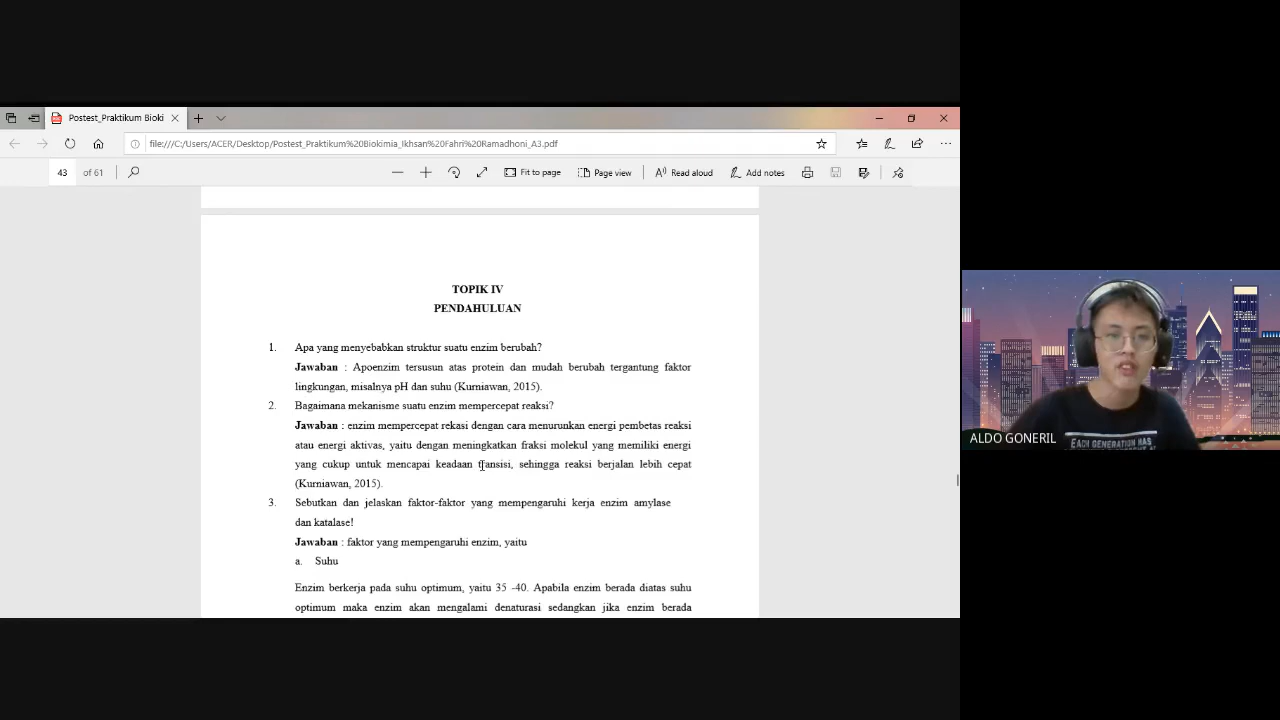 Postest_Praktikum Bioki
file:///C:/Users/ACER/Desktop/Postest_Praktikum%20Biokimia_Ikhsan%20Fahri%20Ramadhoni_A3.pdf
43 of 61
Fit to page
Page view
Read aloud
Add notes
TOPIK IV
PENDAHULUAN
1. Apa yang menyebabkan struktur suatu enzim berubah?
Jawaban : Apoenzim tersusun atas protein dan mudah berubah tergantung faktor
lingkungan, misalnya pH dan suhu (Kurniawan, 2015).
2. Bagaimana mekanisme suatu enzim mempercepat reaksi?
Jawaban : enzim mempercepat rekasi dengan cara menurunkan energi pembetas reaksi
atau energi aktivas, yaitu dengan meningkatkan fraksi molekul yang memiliki energi
yang cukup untuk mencapai keadaan transisi, sehingga reaksi berjalan lebih cepat
(Kurniawan, 2015).
3. Sebutkan dan jelaskan faktor-faktor yang mempengaruhi kerja enzim amylase
dan katalase!
Jawaban : faktor yang mempengaruhi enzim, yaitu
a. Suhu
Enzim berkerja pada suhu optimum, yaitu 35 -40. Apabila enzim berada diatas suhu
optimum maka enzim akan mengalami denaturasi sedangkan jika enzim berada
EACH GENERATION HAS
ALDO GONERIL